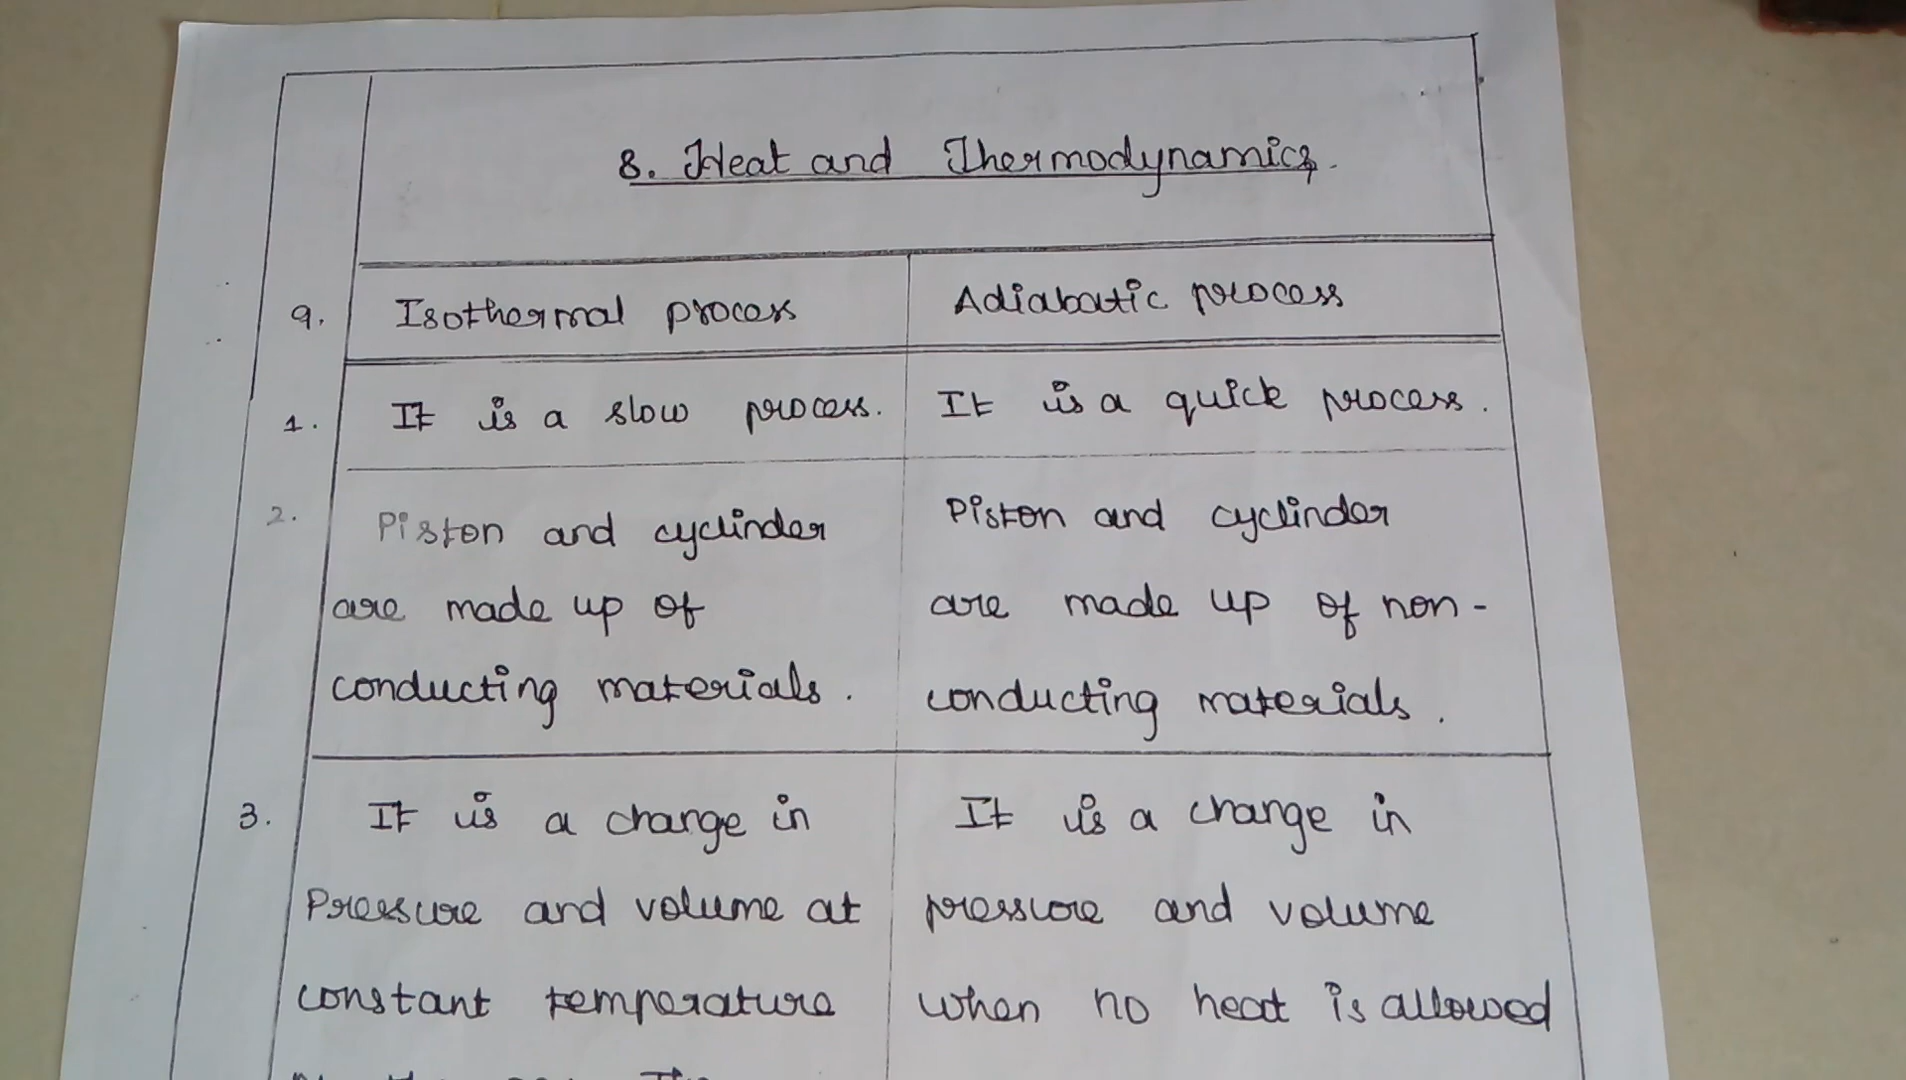 8. Heat and Thermodynamics.
9. Isothermal process Adiabatic process
1. It is a slow process. It is a quick process.
2. Piston and cyclinder Piston and cyclinder
are made up of are made up of non-
conducting materials. conducting materials.
3. It is a change in It is a change in
Pressure and volume at pressure and volume
constant temperature when no heat is allowed